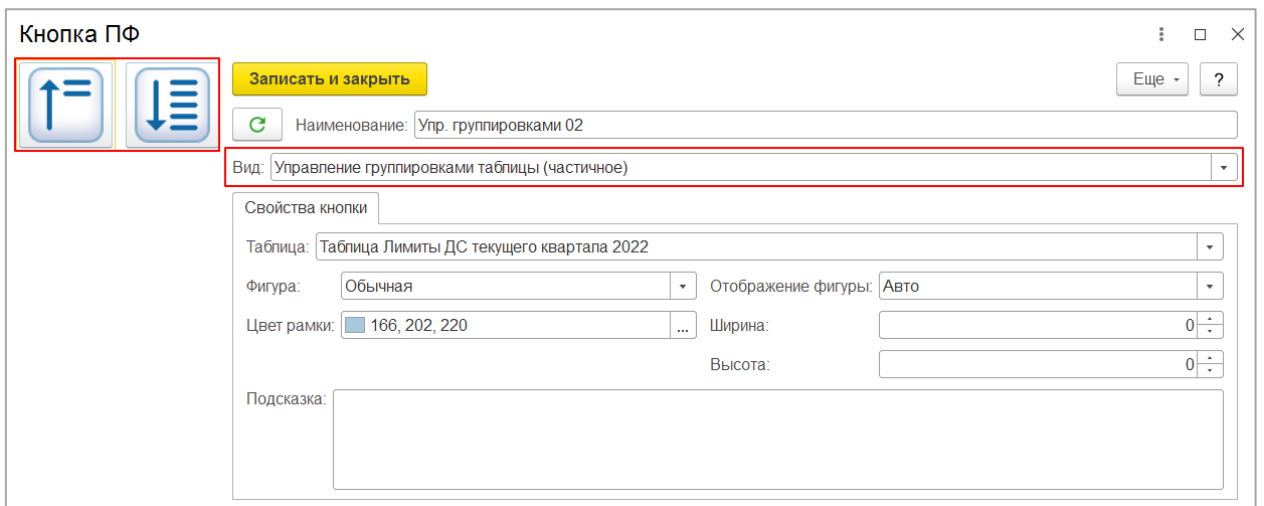 Кнопка ПФ
Записать и закрыть
Еще
?
Наименование: Упр. группировками 02
Вид: Управление группировками таблицы (частичное)
Свойства кнопки
Таблица: Таблица Лимиты ДС текущего квартала 2022
Фигура: Обычная Отображение фигуры: Авто
Цвет рамки: 166, 202, 220 ... Ширина: 0
Высота: 0
Подсказка: